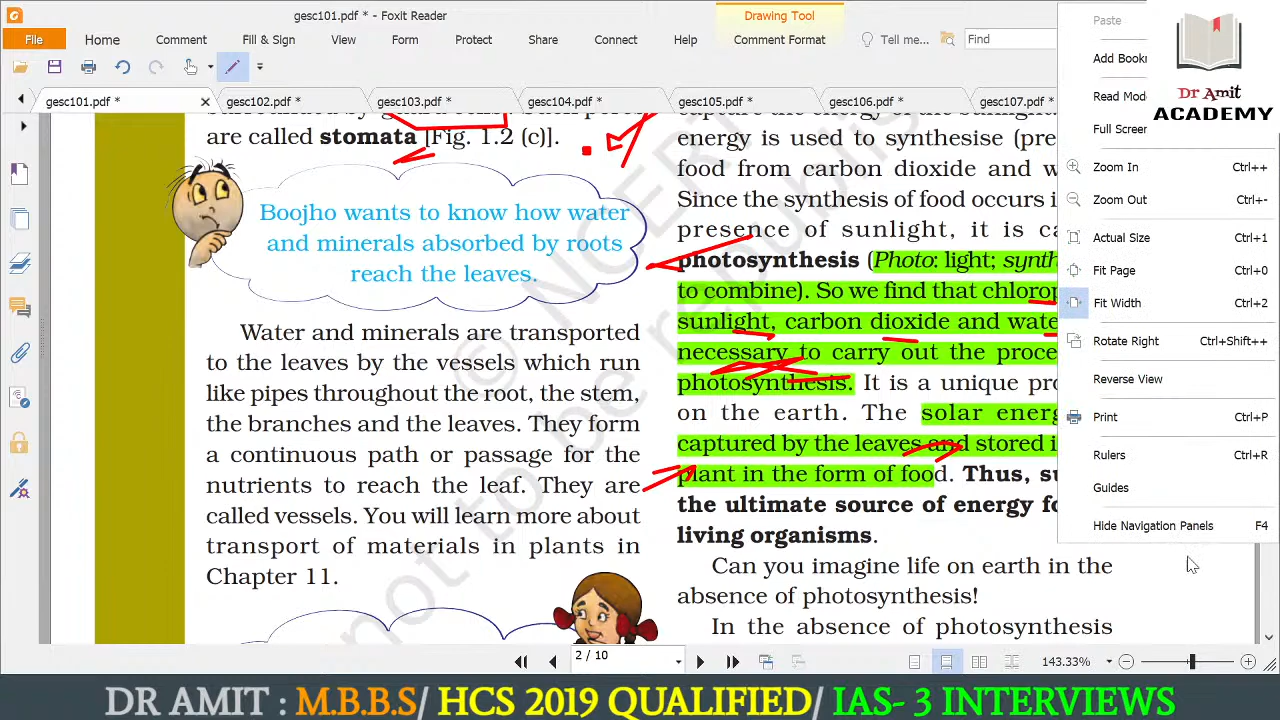 gesc101.pdf * - Foxit Reader
Drawing Tool
File Home Comment Fill & Sign View Form Protect Share Connect Help Comment Format Tell me... Find
gesc101.pdf * gesc102.pdf * gesc103.pdf * gesc104.pdf * gesc105.pdf * gesc106.pdf * gesc107.pdf
are called stomata [Fig. 1.2 (c)].
Boojho wants to know how water
and minerals absorbed by roots
reach the leaves.
Water and minerals are transported
to the leaves by the vessels which run
like pipes throughout the root, the stem,
the branches and the leaves. They form
a continuous path or passage for the
nutrients to reach the leaf. They are
called vessels. You will learn more about
transport of materials in plants in
Chapter 11.
capture the energy of the sunlight
energy is used to synthesise (pre
food from carbon dioxide and w
Since the synthesis of food occurs i
presence of sunlight, it is ca
photosynthesis (Photo: light; synth
to combine). So we find that chlorop
sunlight, carbon dioxide and wate
necessary to carry out the proce
photosynthesis. It is a unique pro
on the earth. The solar energ
captured by the leaves and stored i
plant in the form of food. Thus, su
the ultimate source of energy fo
living organisms.
Can you imagine life on earth in the
absence of photosynthesis!
In the absence of photosynthesis
© NCERT
not to be republis
Paste
Add Bookr
Read Mod
Full Screer
Zoom In Ctrl++
Zoom Out Ctrl+-
Actual Size Ctrl+1
Fit Page Ctrl+0
Fit Width Ctrl+2
Rotate Right Ctrl+Shift++
Reverse View
Print Ctrl+P
Rulers Ctrl+R
Guides
Hide Navigation Panels F4
Dr Amit
ACADEMY
2 / 10
143.33%
DR AMIT : M.B.B.S/ HCS 2019 QUALIFIED/ IAS- 3 INTERVIEWS